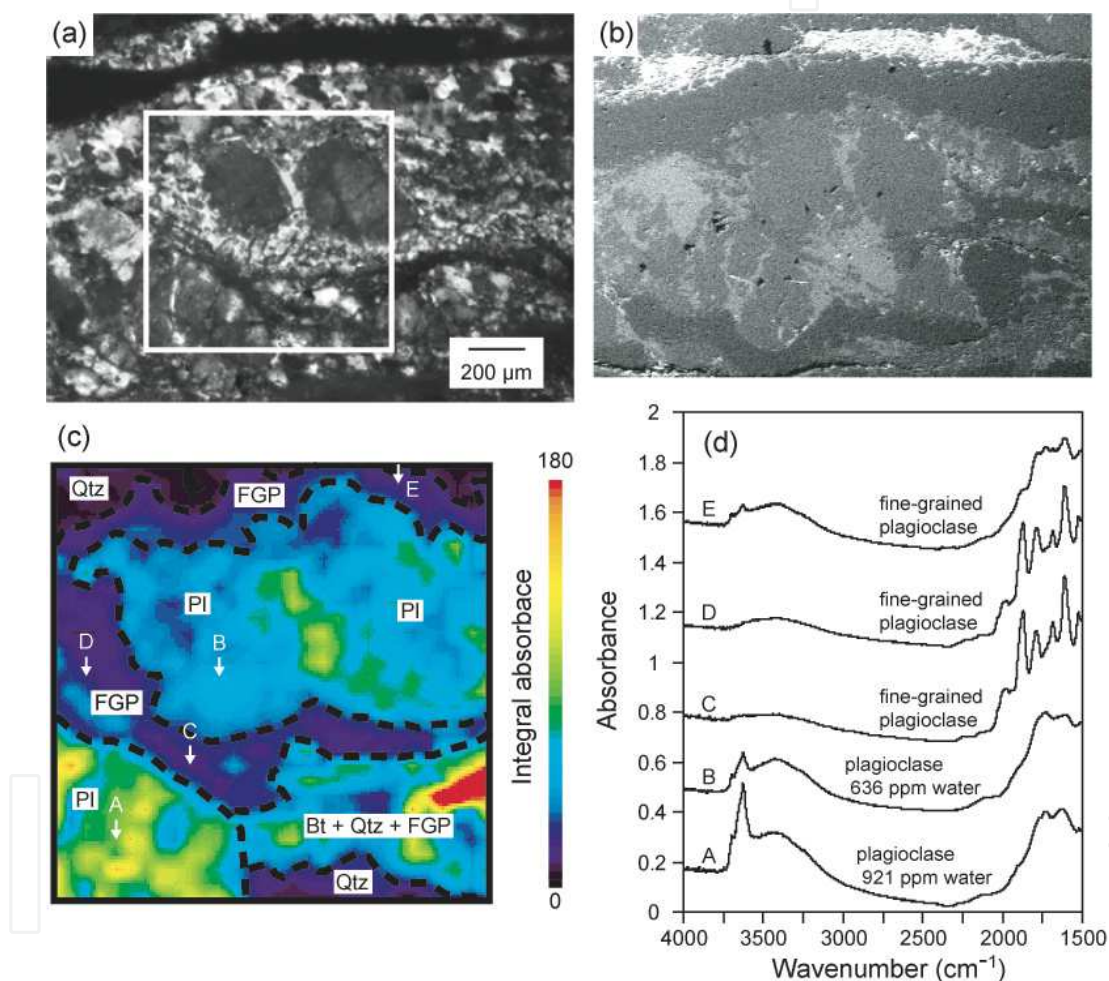 (a)
200 µm
(b)
(c)
Qtz
FGP
E
Pl
Pl
B
D
FGP
C
Pl
A
Bt + Qtz + FGP
Qtz
180
Integral absorbace
0
(d)
2
1.8
1.6
1.4
1.2
1
0.8
0.6
0.4
0.2
0
Absorbance
E
fine-grained
plagioclase
D
fine-grained
plagioclase
C
fine-grained
plagioclase
B
plagioclase
636 ppm water
A
plagioclase
921 ppm water
4000 3500 3000 2500 2000 1500
Wavenumber (cm⁻¹)